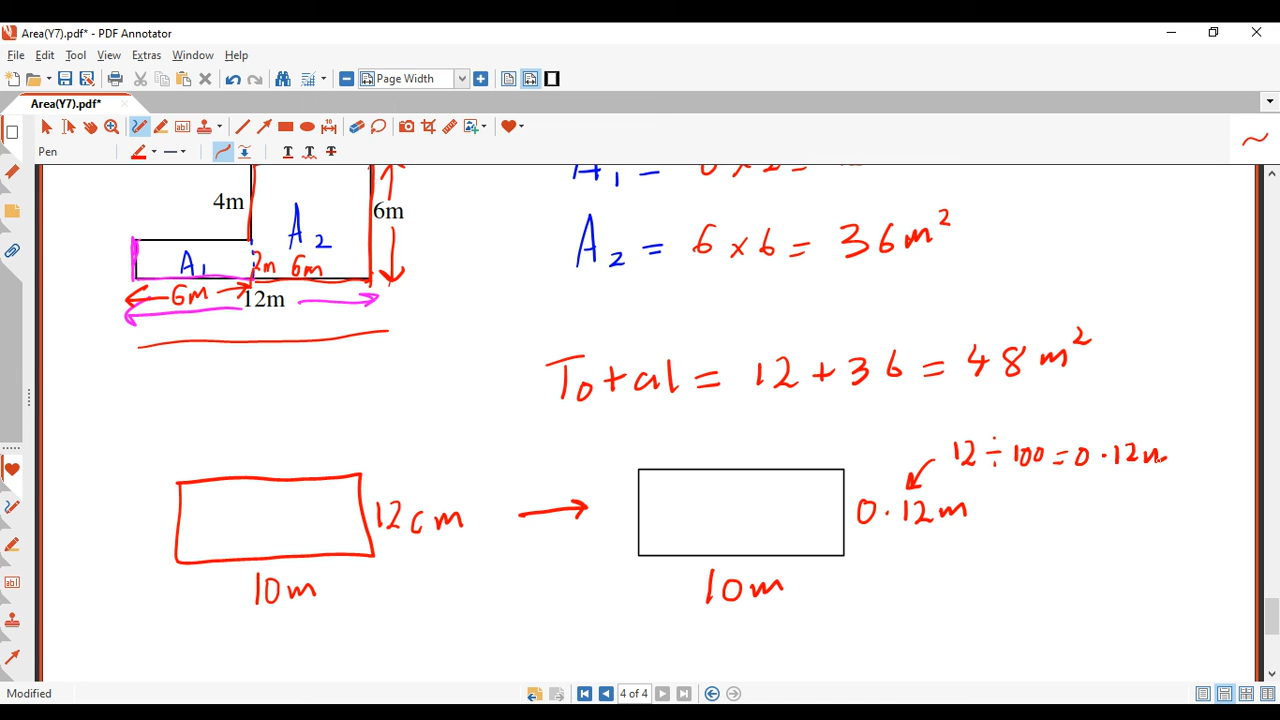 Area(Y7).pdf* - PDF Annotator
File Edit Tool View Extras Window Help
Page Width
Area(Y7).pdf*
Pen
4m
A2
6m
A1
2m 6m
6m
12m
A1 =
A2 = 6 × 6 = 36m²
Total = 12 + 36 = 48m²
12 ÷ 100 = 0.12m
12cm
10m
0.12m
10m
Modified
4 of 4